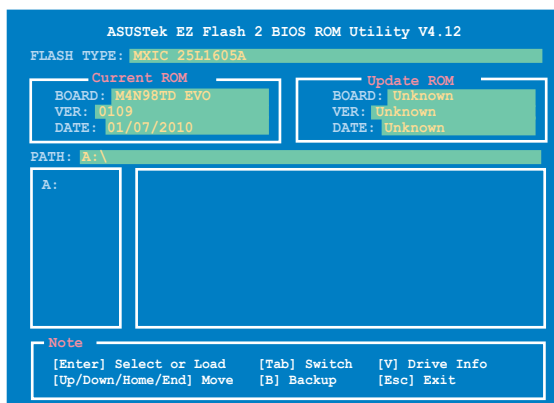 ASUSTek EZ Flash 2 BIOS ROM Utility V4.12
FLASH TYPE: MXIC 25L1605A
Current ROM
BOARD: M4N98TD EVO
VER: 0109
DATE: 01/07/2010
Update ROM
BOARD: Unknown
VER: Unknown
DATE: Unknown
PATH: A:\
A:
Note
[Enter] Select or Load [Tab] Switch [V] Drive Info
[Up/Down/Home/End] Move [B] Backup [Esc] Exit